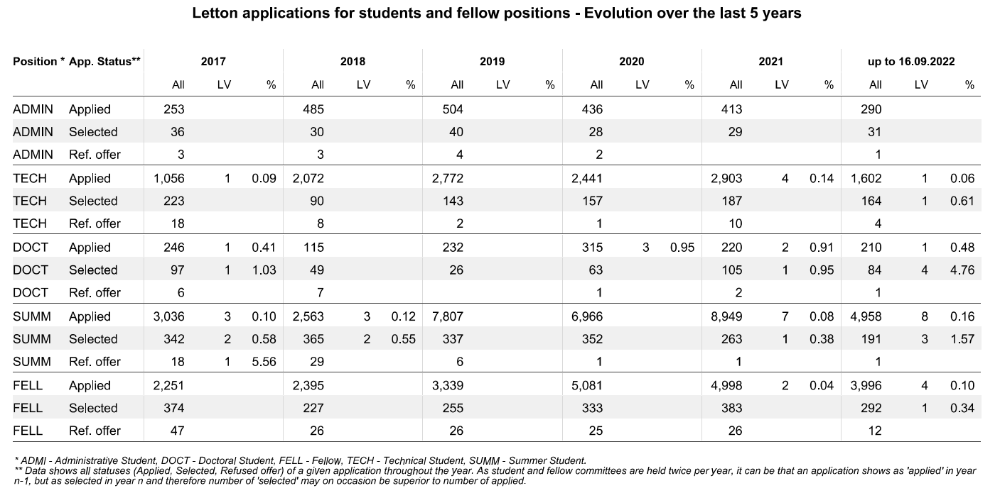 Letton applications for students and fellow positions - Evolution over the last 5 years
Position * App. Status** 2017 2018 2019 2020 2021 up to 16.09.2022
All LV % All LV % All LV % All LV % All LV % All LV %
ADMIN Applied 253 485 504 436 413 290
ADMIN Selected 36 30 40 28 29 31
ADMIN Ref. offer 3 3 4 2 1
TECH Applied 1,056 1 0.09 2,072 2,772 2,441 2,903 4 0.14 1,602 1 0.06
TECH Selected 223 90 143 157 187 164 1 0.61
TECH Ref. offer 18 8 2 1 10 4
DOCT Applied 246 1 0.41 115 232 315 3 0.95 220 2 0.91 210 1 0.48
DOCT Selected 97 1 1.03 49 26 63 105 1 0.95 84 4 4.76
DOCT Ref. offer 6 7 1 2 1
SUMM Applied 3,036 3 0.10 2,563 3 0.12 7,807 6,966 8,949 7 0.08 4,958 8 0.16
SUMM Selected 342 2 0.58 365 2 0.55 337 352 263 1 0.38 191 3 1.57
SUMM Ref. offer 18 1 5.56 29 6 1 1 1
FELL Applied 2,251 2,395 3,339 5,081 4,998 2 0.04 3,996 4 0.10
FELL Selected 374 227 255 333 383 292 1 0.34
FELL Ref. offer 47 26 26 25 26 12
* ADMI - Administrative Student, DOCT - Doctoral Student, FELL - Fellow, TECH - Technical Student, SUMM - Summer Student.
** Data shows all statuses (Applied, Selected, Refused offer) of a given application throughout the year. As student and fellow committees are held twice per year, it can be that an application shows as 'applied' in year
n-1, but as selected in year n and therefore number of 'selected' may on occasion be superior to number of applied.